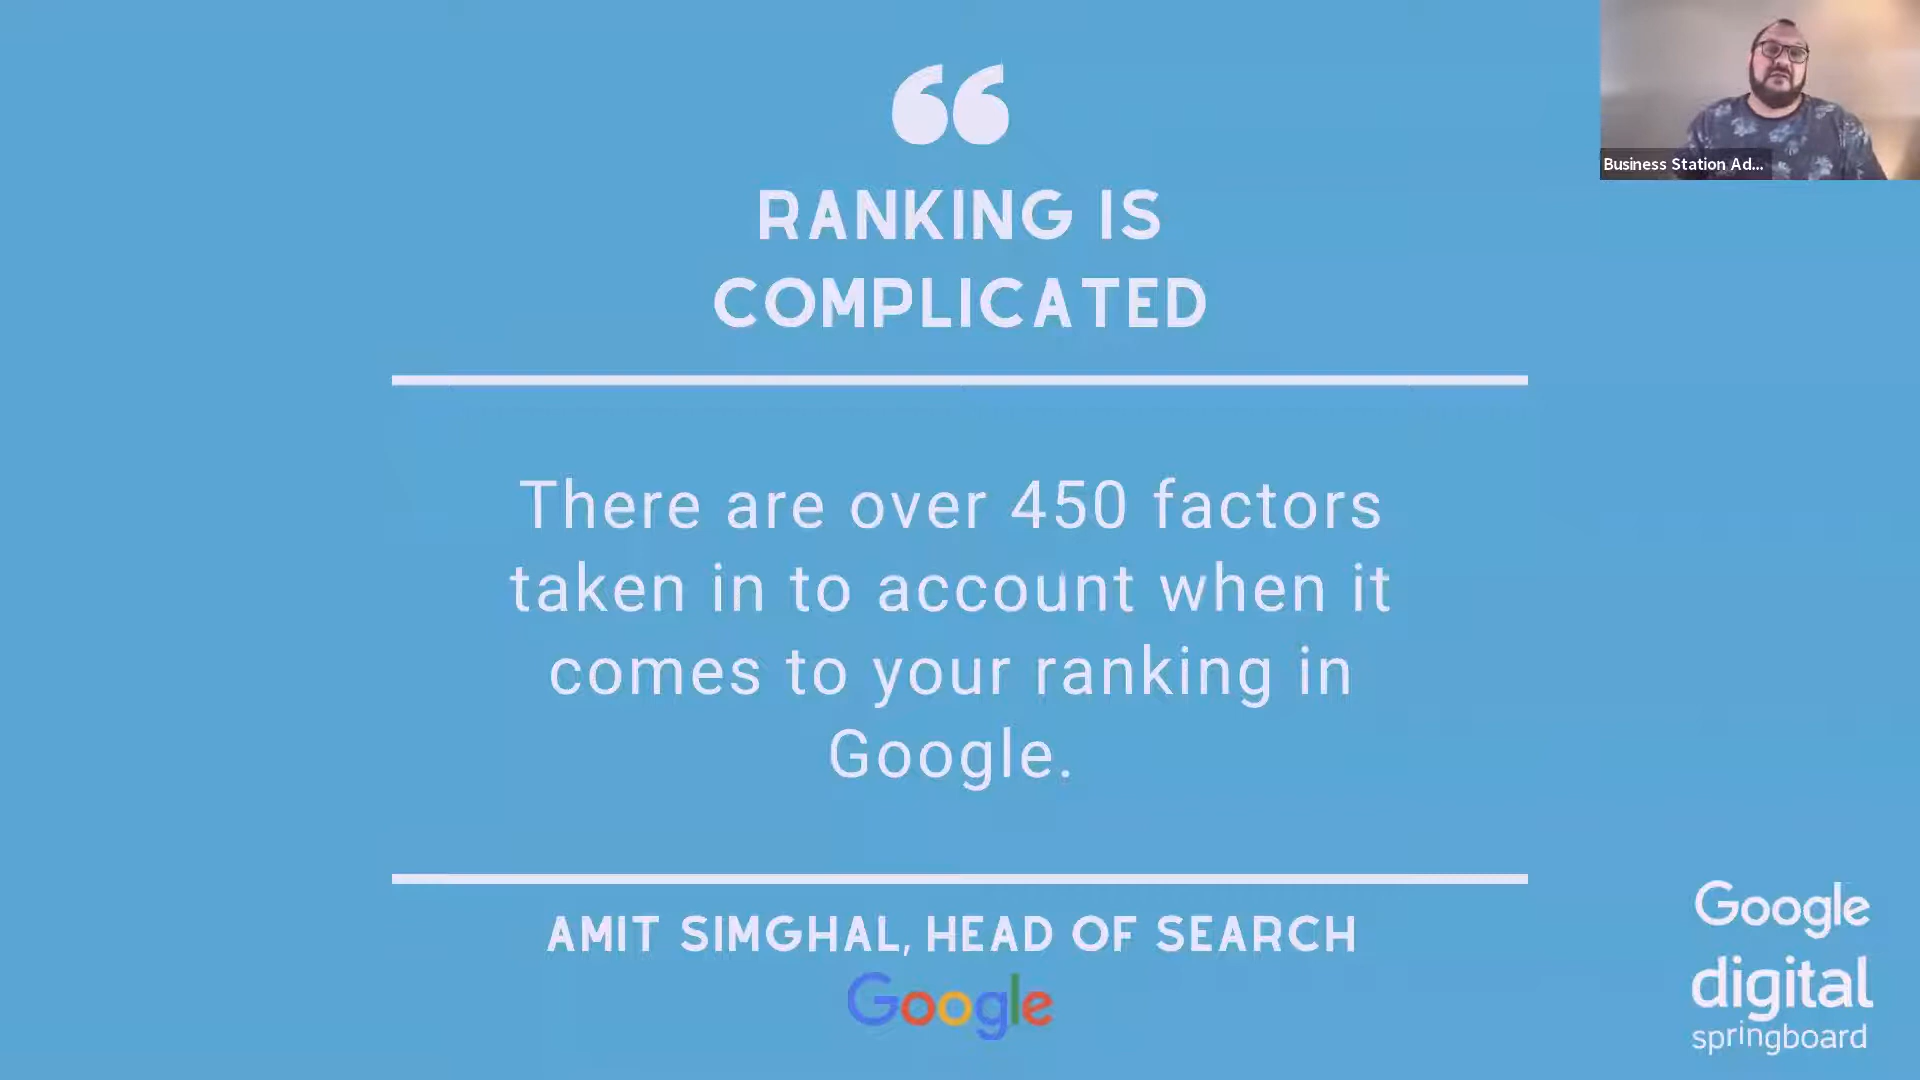 Business Station Ad...
“
RANKING IS
COMPLICATED
There are over 450 factors
taken in to account when it
comes to your ranking in
Google.
AMIT SIMGHAL, HEAD OF SEARCH
Google
Google
digital
springboard